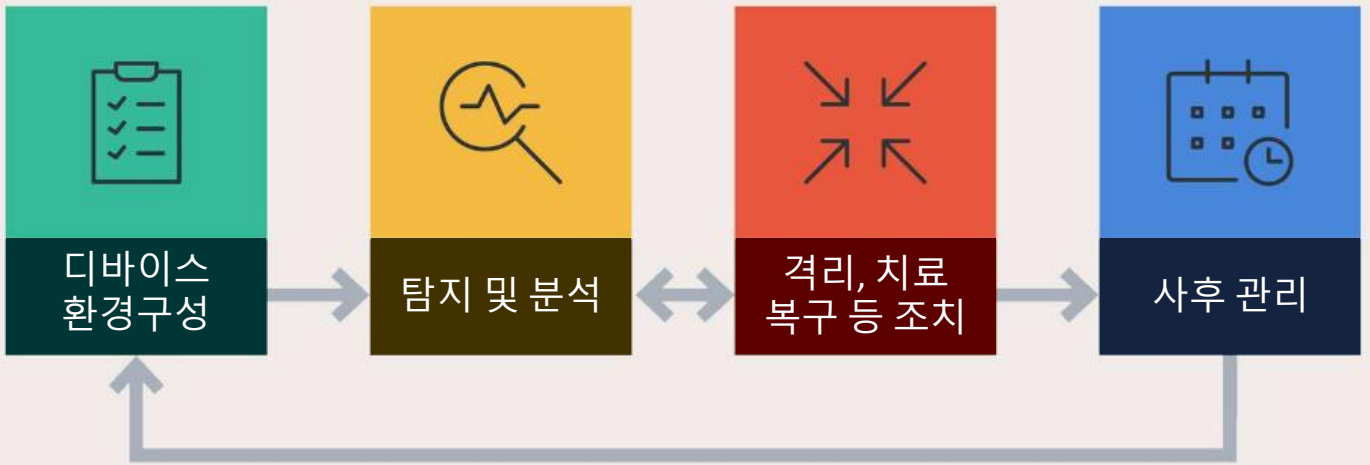 디바이스
환경구성
탐지 및 분석
격리, 치료
복구 등 조치
사후 관리